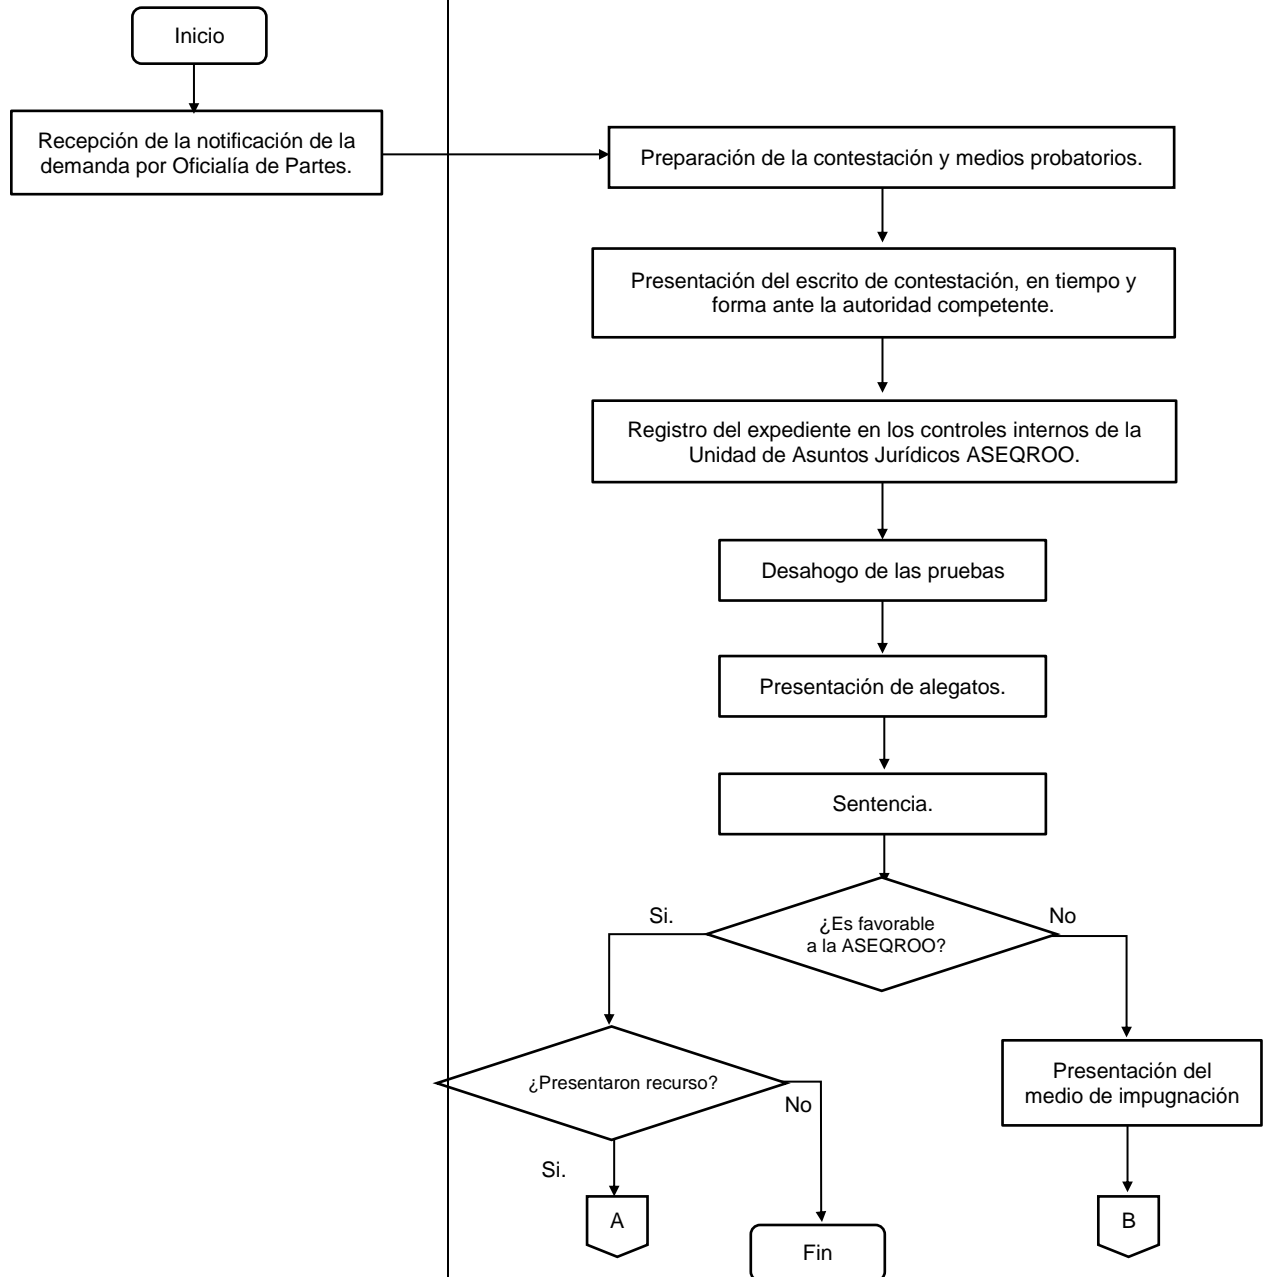 Inicio
Recepción de la notificación de la
demanda por Oficialía de Partes.
Preparación de la contestación y medios probatorios.
Presentación del escrito de contestación, en tiempo y
forma ante la autoridad competente.
Registro del expediente en los controles internos de la
Unidad de Asuntos Jurídicos ASEQROO.
Desahogo de las pruebas
Presentación de alegatos.
Sentencia.
Si.
¿Es favorable
a la ASEQROO?
No
¿Presentaron recurso?
No
Presentación del
medio de impugnación
Si.
A
B
Fin